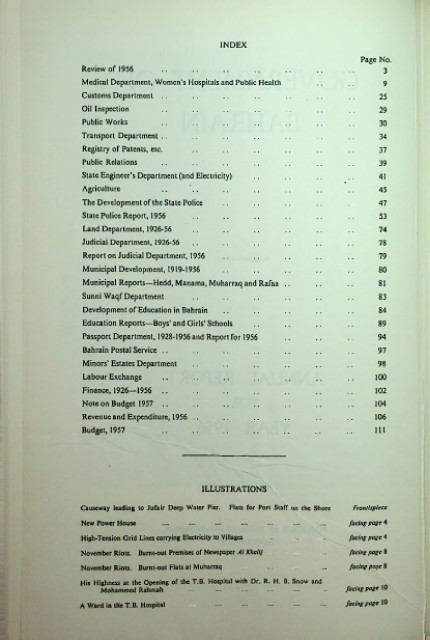 INDEX
Page No.
Review of 1956 .. .. .. .. .. .. .. 3
Medical Department, Women's Hospitals and Public Health .. .. .. 9
Customs Department .. .. .. .. .. .. .. 25
Oil Inspection .. .. .. .. .. .. .. 29
Public Works .. .. .. .. .. .. .. 30
Transport Department .. .. .. .. .. .. .. 34
Registry of Patents, etc. .. .. .. .. .. .. 37
Public Relations .. .. .. .. .. .. .. 39
State Engineer's Department (and Electricity) .. .. .. .. 41
Agriculture .. .. .. .. .. .. .. 45
The Development of the State Police .. .. .. .. .. 47
State Police Report, 1956 .. .. .. .. .. .. 53
Land Department, 1926-56 .. .. .. .. .. .. 74
Judicial Department, 1926-56 .. .. .. .. .. .. 78
Report on Judicial Department, 1956 .. .. .. .. .. 79
Municipal Development, 1919-1956 .. .. .. .. .. 80
Municipal Reports—Hedd, Manama, Muharraq and Rafaa .. .. .. 81
Sunni Waqf Department .. .. .. .. .. .. 83
Development of Education in Bahrain .. .. .. .. .. 84
Education Reports—Boys' and Girls' Schools .. .. .. .. 89
Passport Department, 1928-1956 and Report for 1956 .. .. .. 94
Bahrain Postal Service .. .. .. .. .. .. .. 97
Minors' Estates Department .. .. .. .. .. .. 98
Labour Exchange .. .. .. .. .. .. .. 100
Finance, 1926—1956 .. .. .. .. .. .. .. 102
Note on Budget 1957 .. .. .. .. .. .. .. 104
Revenue and Expenditure, 1956 .. .. .. .. .. .. 106
Budget, 1957 .. .. .. .. .. .. .. 111
ILLUSTRATIONS
Causeway leading to Jufair Deep Water Pier. Flats for Port Staff on the Shore Frontispiece
New Power House ... ... ... ... ... ... facing page 4
High-Tension Grid Lines carrying Electricity to Villages ... ... ... facing page 4
November Riots. Burnt-out Premises of Newspaper Al Khalij ... ... facing page 8
November Riots. Burnt-out Flats at Muharraq ... ... ... facing page 8
His Highness at the Opening of the T.B. Hospital with Dr. R. H. B. Snow and
Mohammed Rahmah ... ... ... ... facing page 10
A Ward in the T.B. Hospital ... ... ... ... ... facing page 10